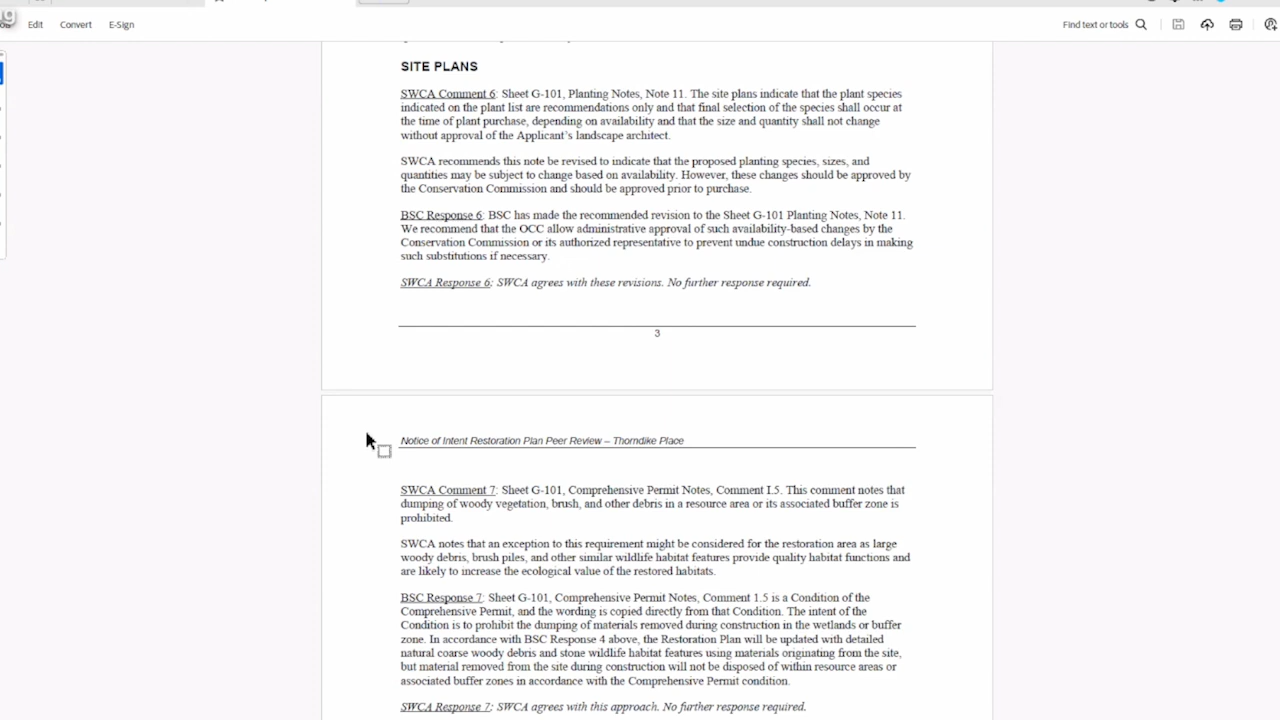 Edit Convert E-Sign Find text or tools
SITE PLANS
SWCA Comment 6: Sheet G-101, Planting Notes, Note 11. The site plans indicate that the plant species
indicated on the plant list are recommendations only and that final selection of the species shall occur at
the time of plant purchase, depending on availability and that the size and quantity shall not change
without approval of the Applicant's landscape architect.
SWCA recommends this note be revised to indicate that the proposed planting species, sizes, and
quantities may be subject to change based on availability. However, these changes should be approved by
the Conservation Commission and should be approved prior to purchase.
BSC Response 6: BSC has made the recommended revision to the Sheet G-101 Planting Notes, Note 11.
We recommend that the OCC allow administrative approval of such availability-based changes by the
Conservation Commission or its authorized representative to prevent undue construction delays in making
such substitutions if necessary.
SWCA Response 6: SWCA agrees with these revisions. No further response required.
3
Notice of Intent Restoration Plan Peer Review – Thorndike Place
SWCA Comment 7: Sheet G-101, Comprehensive Permit Notes, Comment I.5. This comment notes that
dumping of woody vegetation, brush, and other debris in a resource area or its associated buffer zone is
prohibited.
SWCA notes that an exception to this requirement might be considered for the restoration area as large
woody debris, brush piles, and other similar wildlife habitat features provide quality habitat functions and
are likely to increase the ecological value of the restored habitats.
BSC Response 7: Sheet G-101, Comprehensive Permit Notes, Comment 1.5 is a Condition of the
Comprehensive Permit, and the wording is copied directly from that Condition. The intent of the
Condition is to prohibit the dumping of materials removed during construction in the wetlands or buffer
zone. In accordance with BSC Response 4 above, the Restoration Plan will be updated with detailed
natural coarse woody debris and stone wildlife habitat features using materials originating from the site,
but material removed from the site during construction will not be disposed of within resource areas or
associated buffer zones in accordance with the Comprehensive Permit condition.
SWCA Response 7: SWCA agrees with this approach. No further response required.